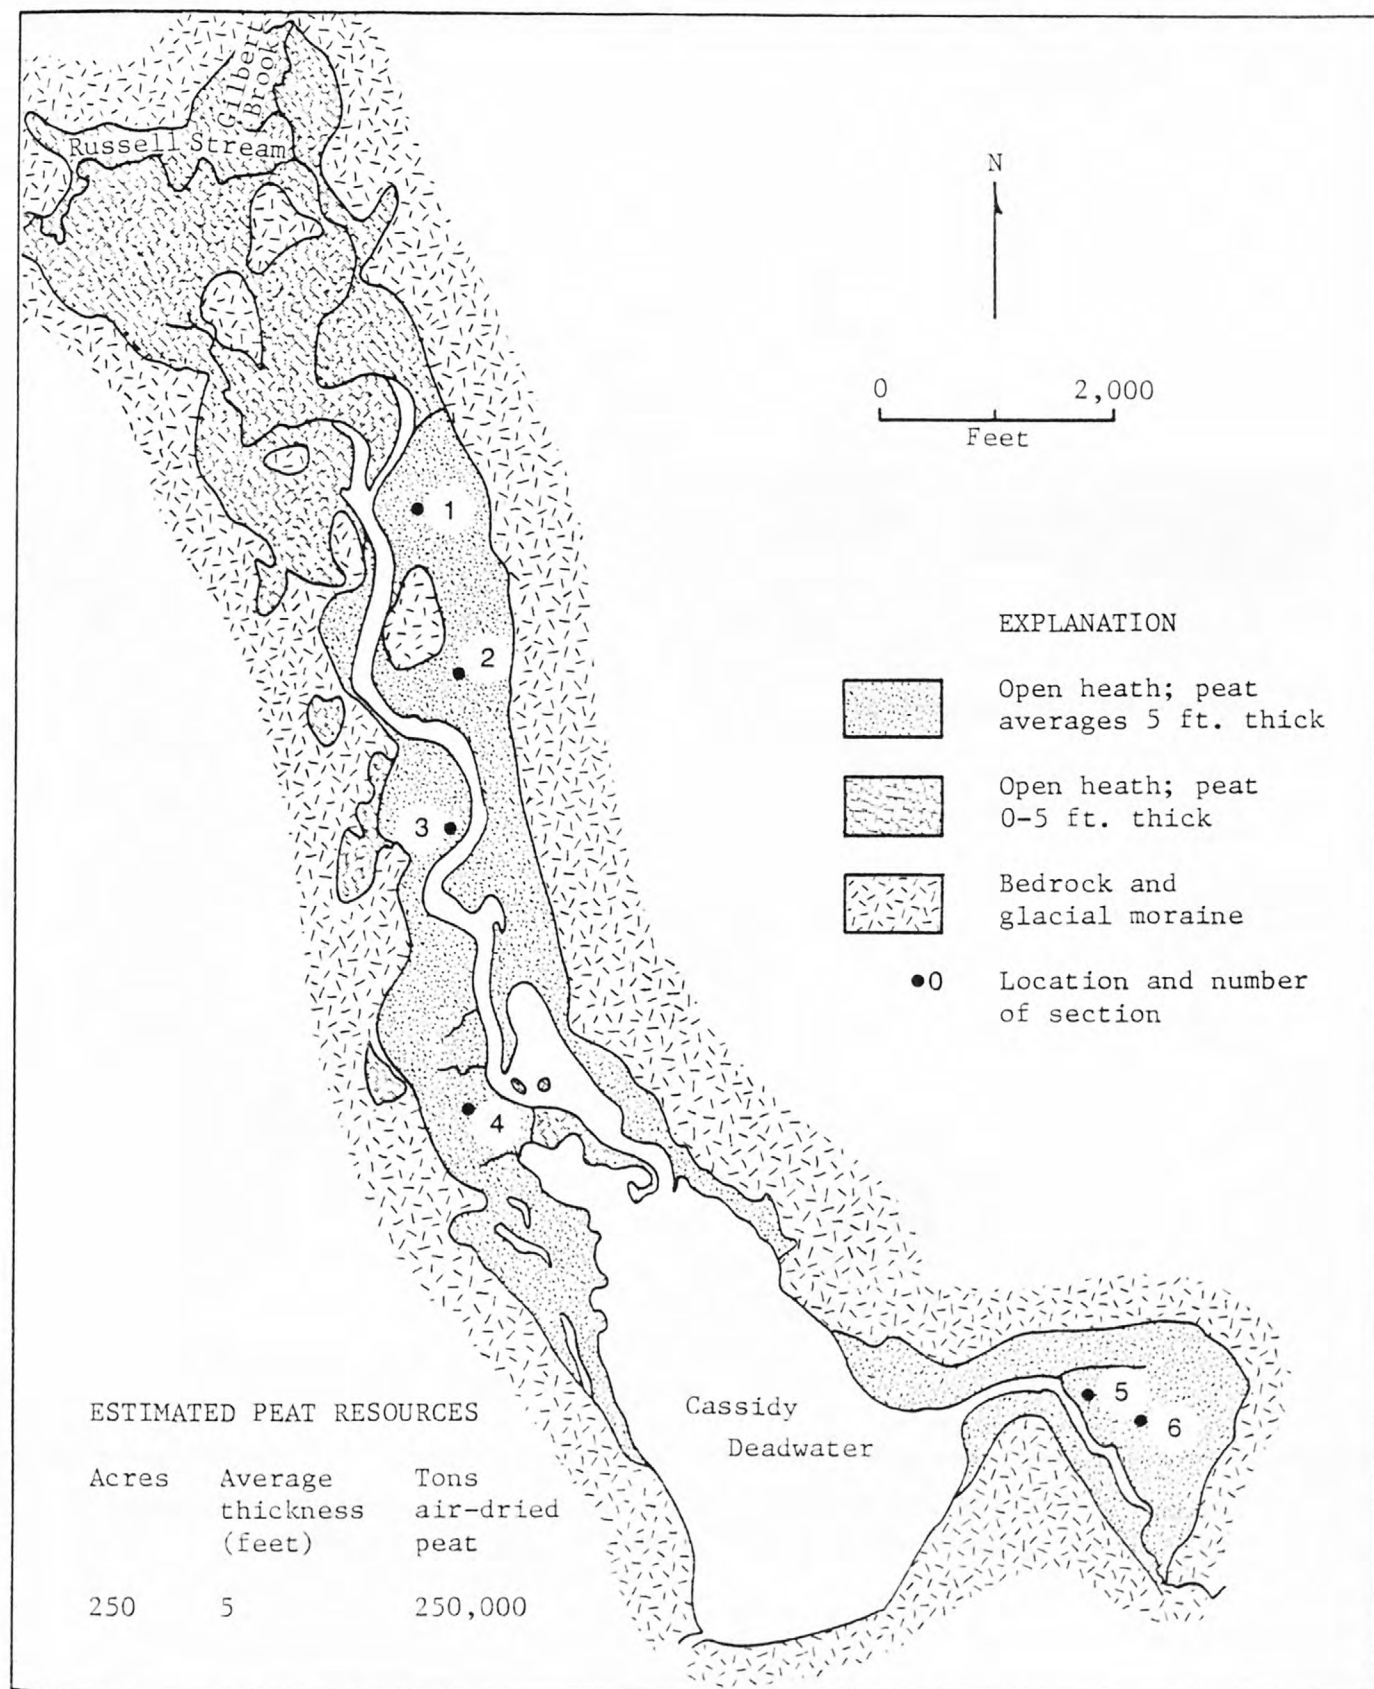 Gilbert
Brook
Russell Stream
N
0 2,000
Feet
1
2
3
4
5
6
EXPLANATION
Open heath; peat
averages 5 ft. thick
Open heath; peat
0-5 ft. thick
Bedrock and
glacial moraine
0 Location and number
of section
Cassidy
Deadwater
ESTIMATED PEAT RESOURCES
Acres Average Tons
thickness air-dried
(feet) peat
250 5 250,000